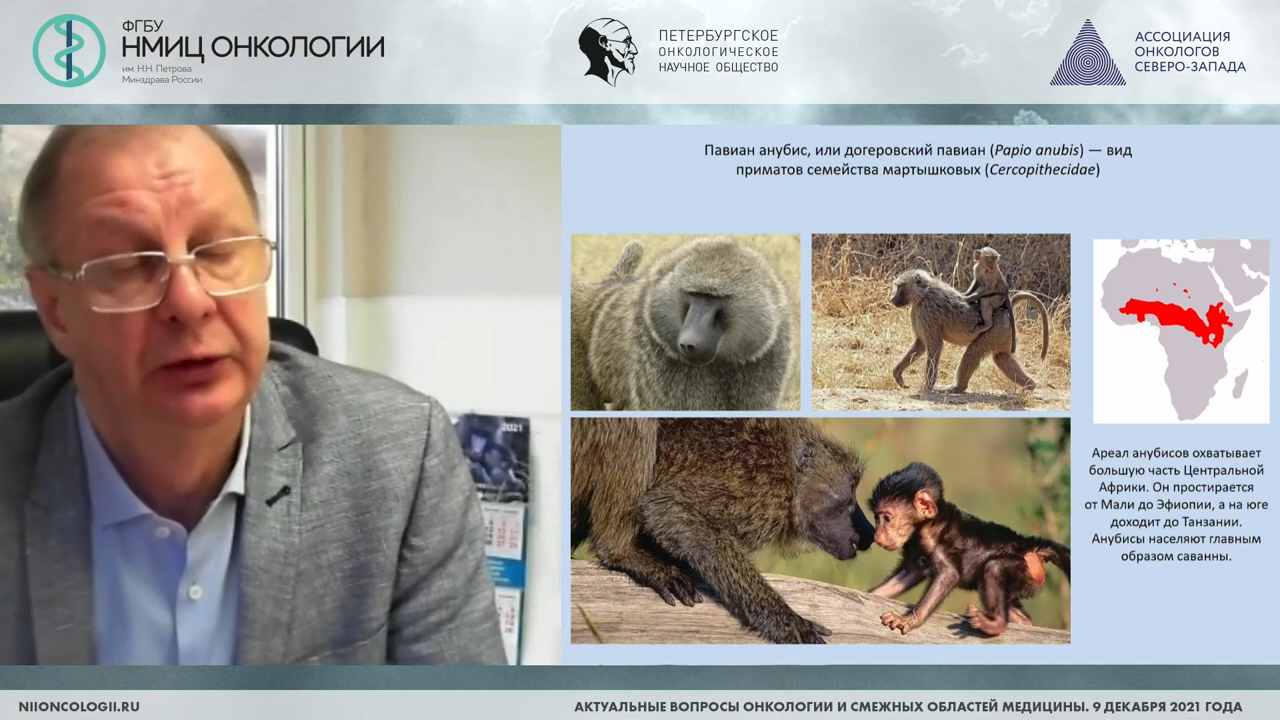 ФГБУ
НМИЦ ОНКОЛОГИИ
им. Н.Н. Петрова
Минздрава России
ПЕТЕРБУРГСКОЕ
ОНКОЛОГИЧЕСКОЕ
НАУЧНОЕ ОБЩЕСТВО
АССОЦИАЦИЯ
ОНКОЛОГОВ
СЕВЕРО-ЗАПАДА
Павиан анубис, или догеровский павиан (Papio anubis) — вид
приматов семейства мартышковых (Cercopithecidae)
2021
Ареал анубисов охватывает
большую часть Центральной
Африки. Он простирается
от Мали до Эфиопии, а на юге
доходит до Танзании.
Анубисы населяют главным
образом саванны.
NIIONCOLOGII.RU
АКТУАЛЬНЫЕ ВОПРОСЫ ОНКОЛОГИИ И СМЕЖНЫХ ОБЛАСТЕЙ МЕДИЦИНЫ. 9 ДЕКАБРЯ 2021 ГОДА